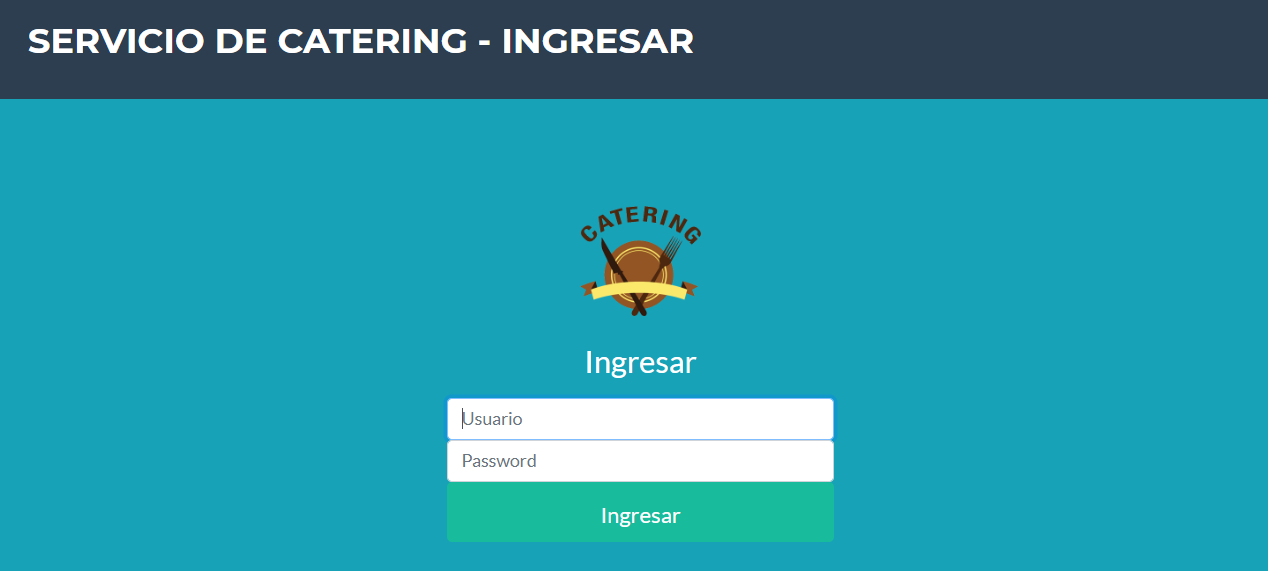 SERVICIO DE CATERING - INGRESAR
CATERING
Ingresar
Usuario
Password
Ingresar